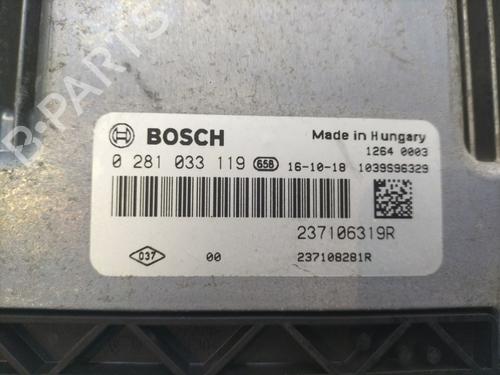 BOSCH
Made in Hungary
1264 0003
0 281 033 119 658 16-10-18 1039S96329
237106319R
037 00 237108281R
B-PARTS